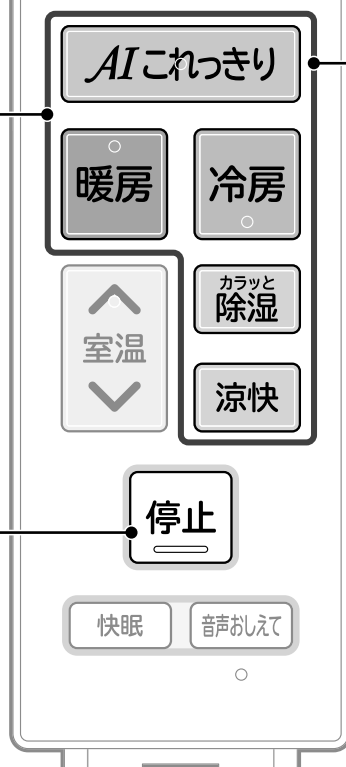 AIこれっきり
暖房
冷房
カラッと
除湿
室温
涼快
停止
快眠
音声おしえて